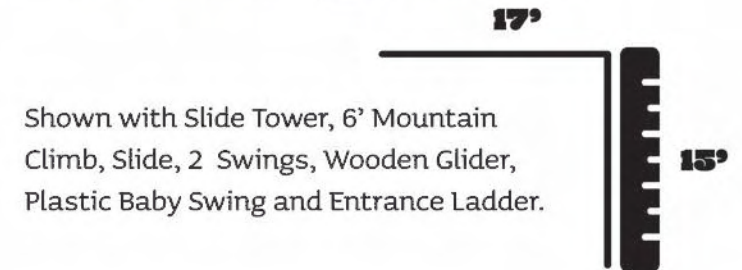 17’
Shown with Slide Tower, 6’ Mountain
Climb, Slide, 2 Swings, Wooden Glider,
15’
Plastic Baby Swing and Entrance Ladder.